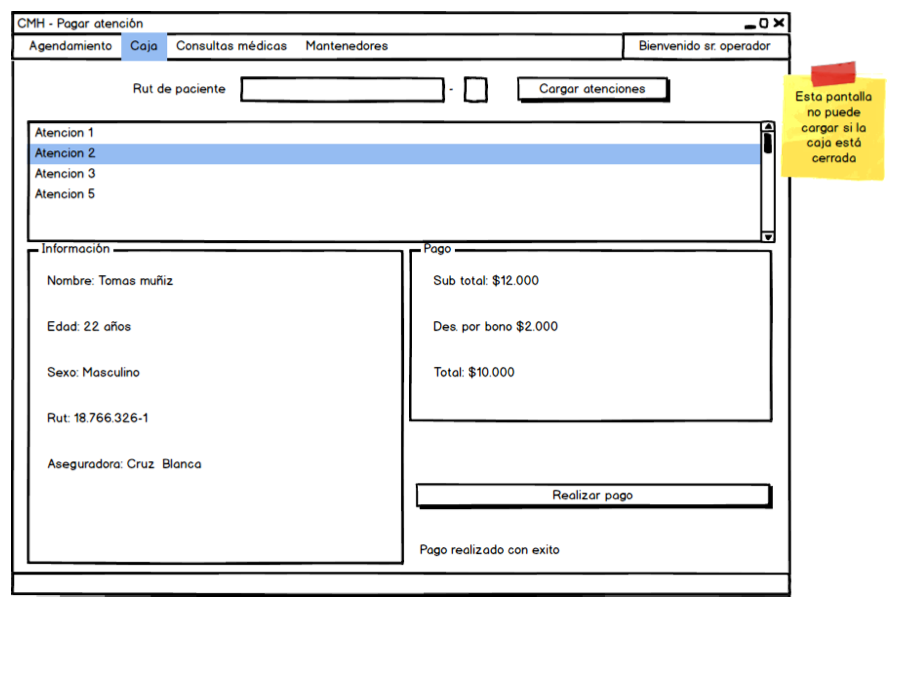 CMH - Pagar atención
Agendamiento Caja Consultas médicas Mantenedores Bienvenido sr. operador
Rut de paciente - Cargar atenciones
Esta pantalla
no puede
cargar si la
caja está
cerrada
Atencion 1
Atencion 2
Atencion 3
Atencion 5
Información
Nombre: Tomas muñiz
Edad: 22 años
Sexo: Masculino
Rut: 18.766.326-1
Aseguradora: Cruz Blanca
Pago
Sub total: $12.000
Des. por bono $2.000
Total: $10.000
Realizar pago
Pago realizado con exito